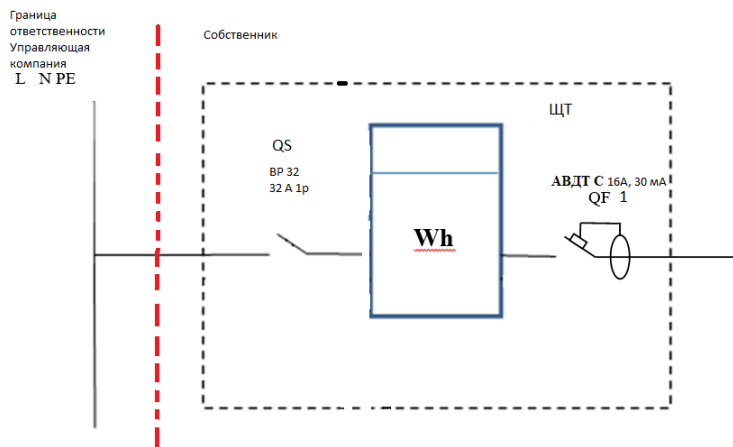 Граница
ответственности
Управляющая
компания
L N PE
Собственник
ЩТ
QS
ВР 32
32 А 1р
Wh
АВДТ С 16А, 30 мА
QF 1